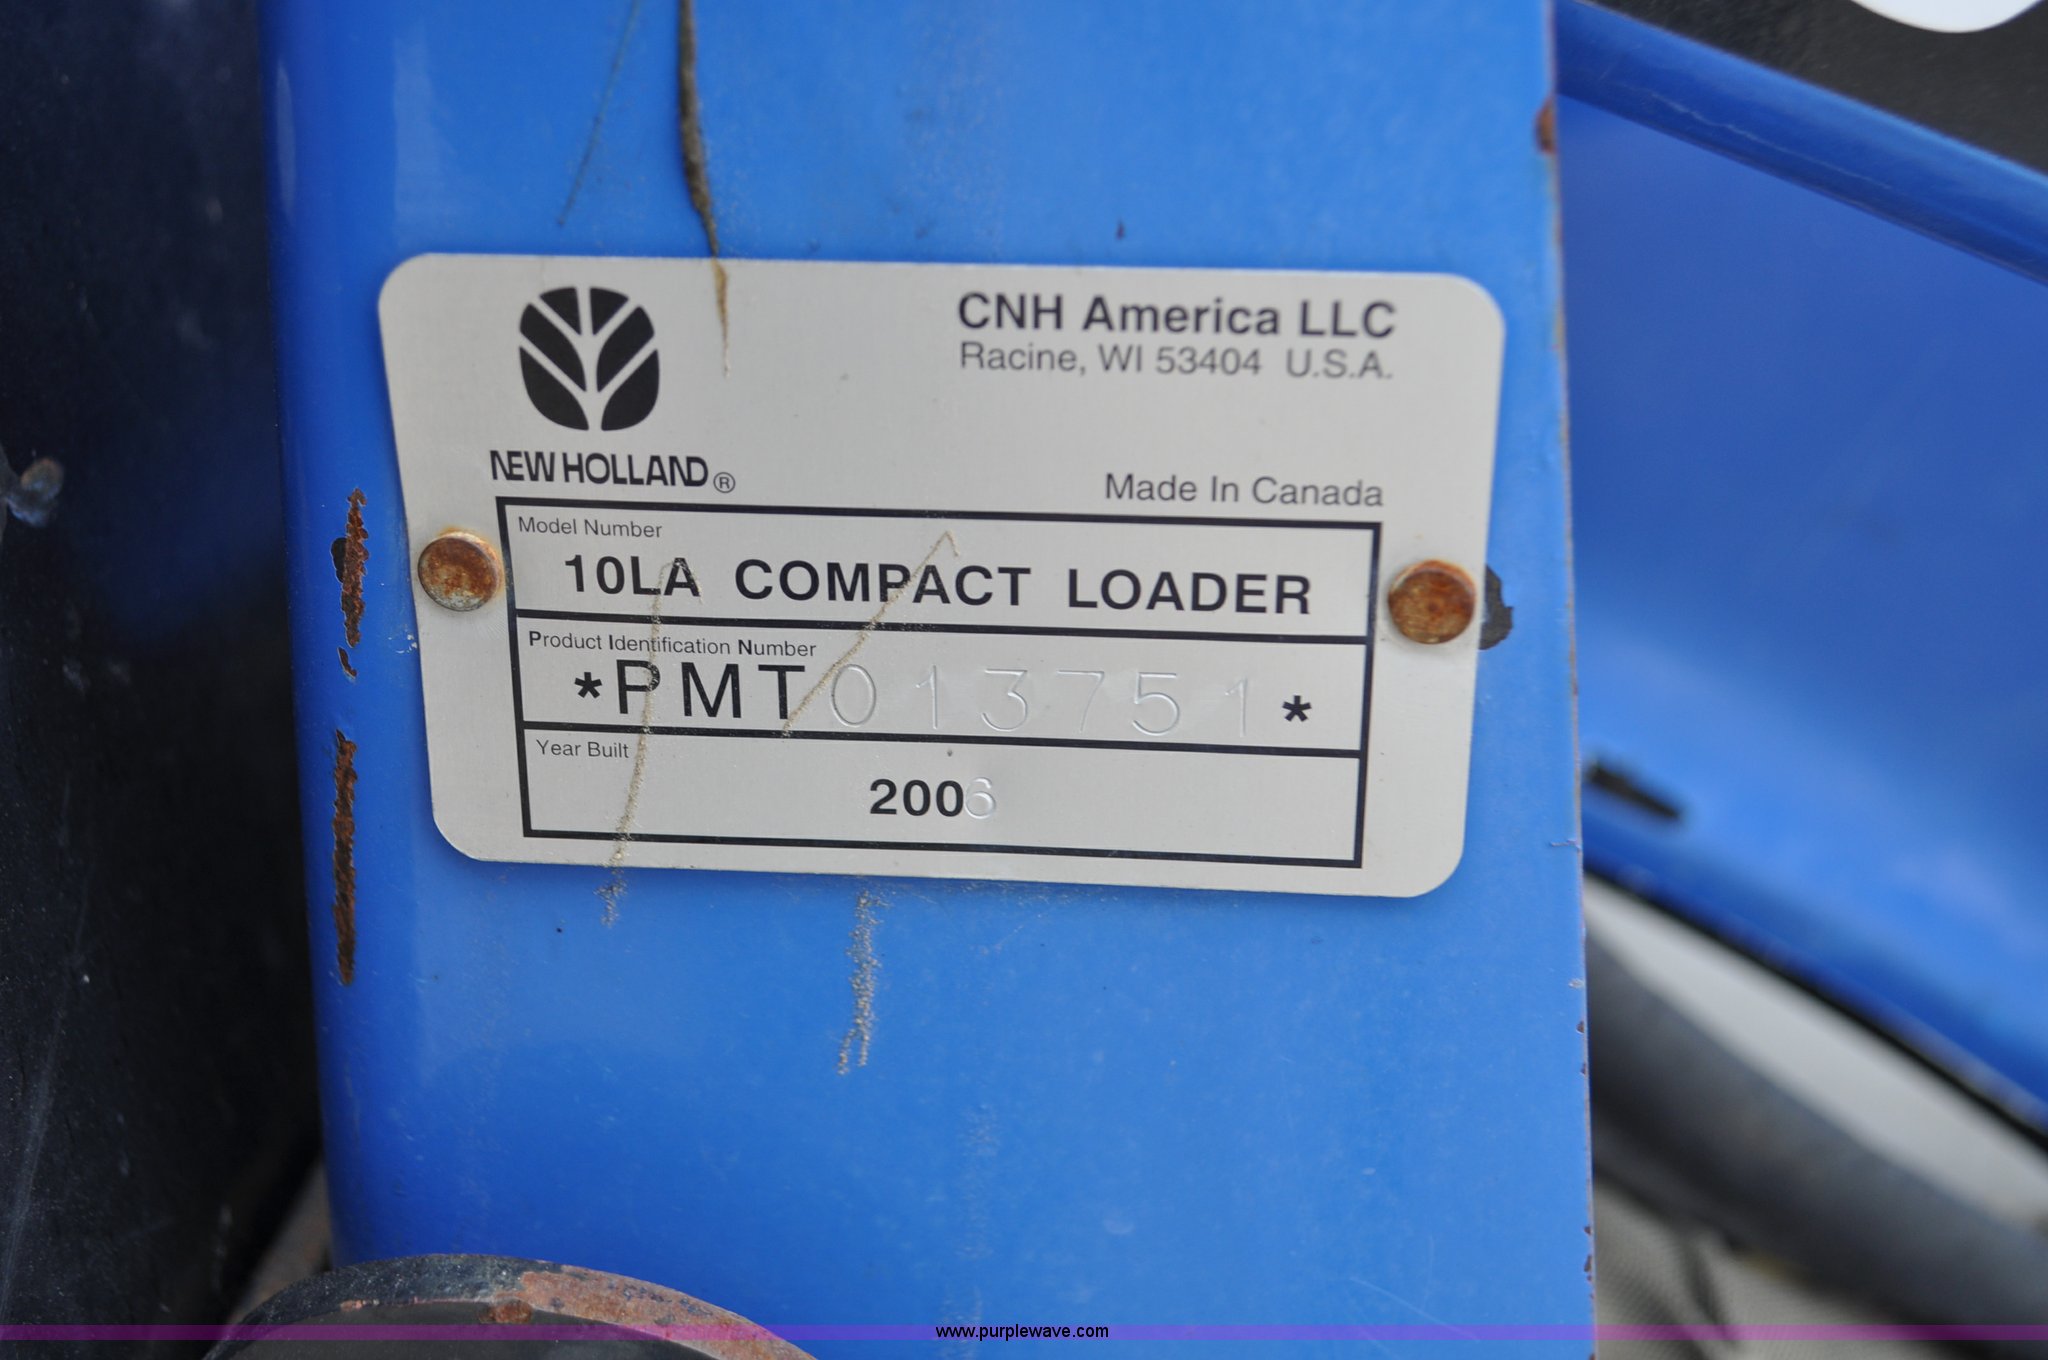 CNH America LLC
Racine, WI 53404 U.S.A.
NEW HOLLAND®
Made In Canada
Model Number
10LA COMPACT LOADER
Product Identification Number
*PMT013751*
Year Built
2006
www.purplewave.com